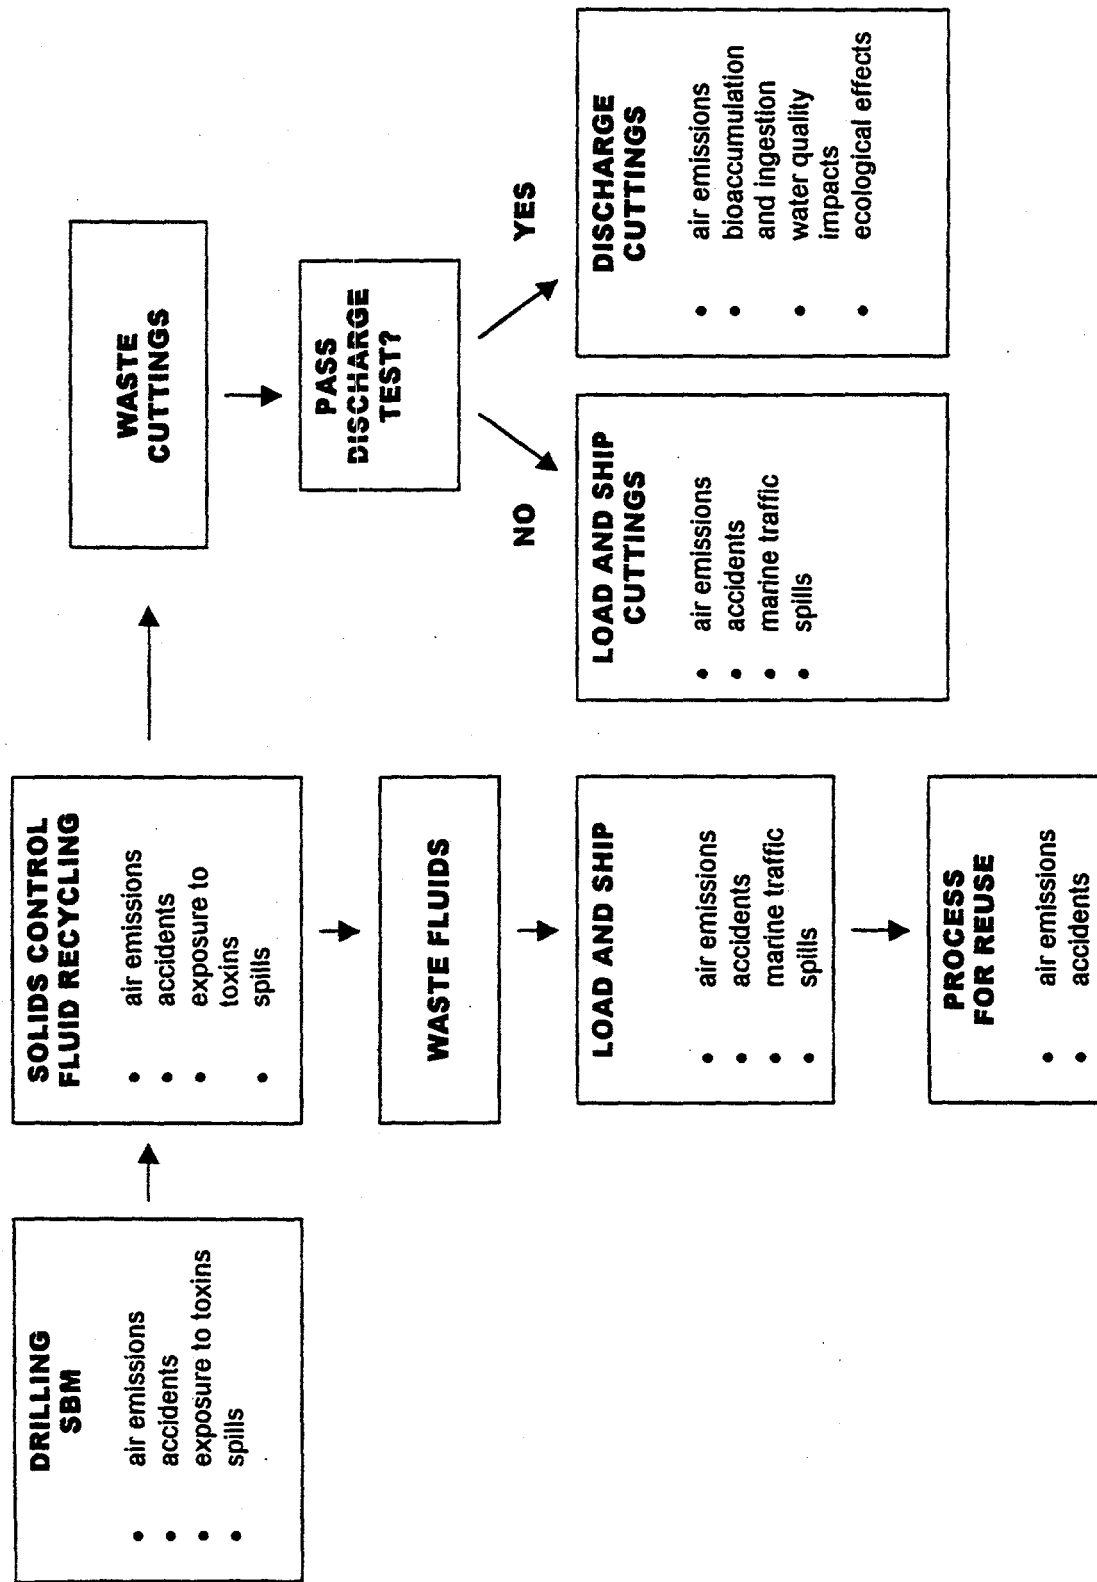 DRILLING
SBM
• air emissions
• accidents
• exposure to toxins
• spills
SOLIDS CONTROL
FLUID RECYCLING
• air emissions
• accidents
• exposure to
toxins
• spills
WASTE
CUTTINGS
WASTE FLUIDS
PASS
DISCHARGE
TEST?
NO
YES
LOAD AND SHIP
• air emissions
• accidents
• marine traffic
• spills
LOAD AND SHIP
CUTTINGS
• air emissions
• accidents
• marine traffic
• spills
DISCHARGE
CUTTINGS
• air emissions
• bioaccumulation
and ingestion
• water quality
impacts
• ecological effects
PROCESS
FOR REUSE
• air emissions
• accidents